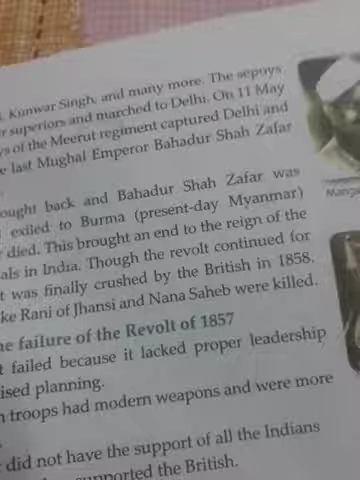 Kunwar Singh, and many more. The sepoys
superiors and marched to Delhi. On 11 May
of the Meerut regiment captured Delhi and
last Mughal Emperor Bahadur Shah Zafar
back and Bahadur Shah Zafar was
exiled to Burma (present-day Myanmar)
died. This brought an end to the reign of the
in India. Though the revolt continued for
was finally crushed by the British in 1858.
Rani of Jhansi and Nana Saheb were killed.
failure of the Revolt of 1857
failed because it lacked proper leadership
planning.
troops had modern weapons and were more
did not have the support of all the Indians
supported the British.